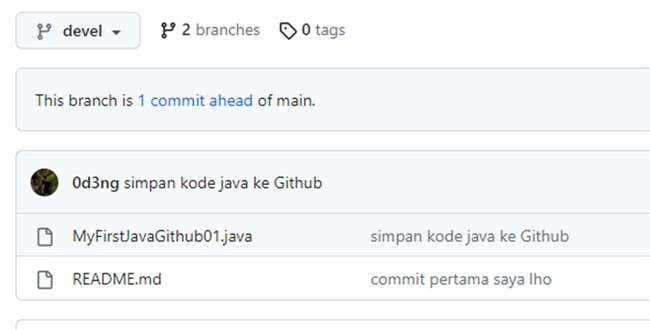 devel 2 branches 0 tags
This branch is 1 commit ahead of main.
0d3ng simpan kode java ke Github
MyFirstJavaGithub01.java simpan kode java ke Github
README.md commit pertama saya lho